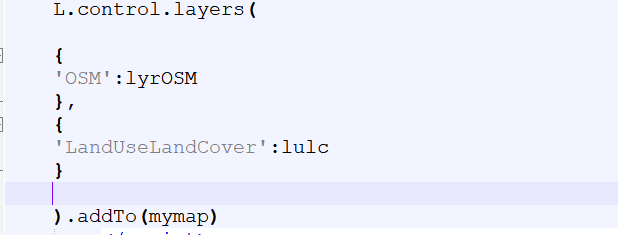 L.control.layers(
{
'OSM':lyrOSM
},
{
'LandUseLandCover':lulc
}
).addTo(mymap)